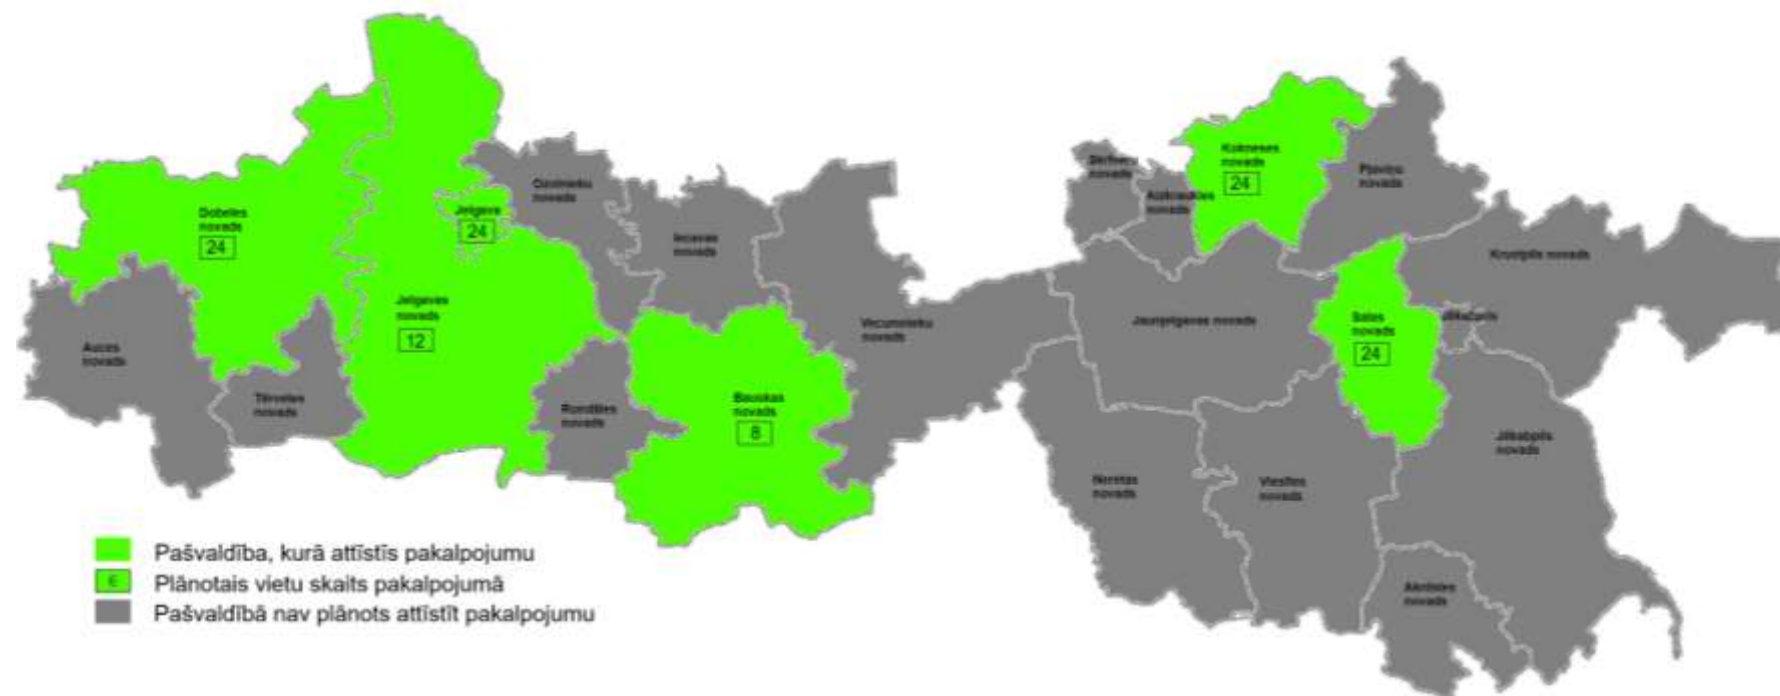 Dobeles
novads
24
Jelgava
24
Ozolnieku
novads
Iecavas
novads
Jelgavas
novads
12
Auces
novads
Tērvetes
novads
Rundāles
novads
Bauskas
novads
8
Vecumnieku
novads
Skrīveru
novads
Aizkraukles
novads
Kokneses
novads
24
Pļaviņu
novads
Krustpils novads
Jaunjelgavas novads
Salas
novads
24
Jēkabpils
Jēkabpils
novads
Neretas
novads
Viesītes
novads
Aknīstes
novads
Pašvaldība, kurā attīstīs pakalpojumu
6 Plānotais vietu skaits pakalpojumā
Pašvaldībā nav plānots attīstīt pakalpojumu